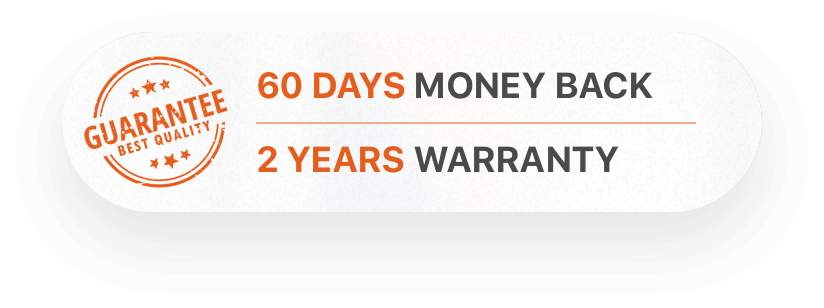 GUARANTEE
BEST QUALITY
60 DAYS MONEY BACK
2 YEARS WARRANTY